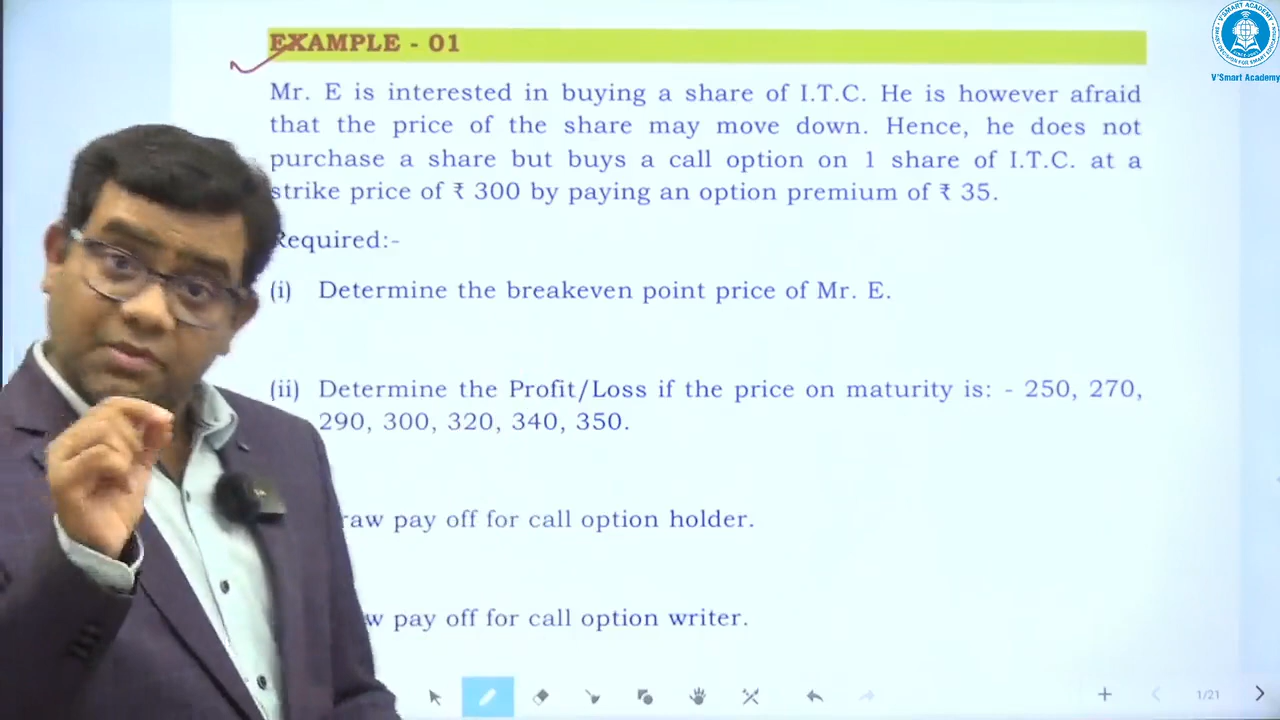 EXAMPLE - 01
Mr. E is interested in buying a share of I.T.C. He is however afraid
that the price of the share may move down. Hence, he does not
purchase a share but buys a call option on 1 share of I.T.C. at a
strike price of ₹ 300 by paying an option premium of ₹ 35.
Required:-
(i) Determine the breakeven point price of Mr. E.
(ii) Determine the Profit/Loss if the price on maturity is: - 250, 270,
290, 300, 320, 340, 350.
raw pay off for call option holder.
w pay off for call option writer.
1/21
V'SMART ACADEMY
V'Smart Academy